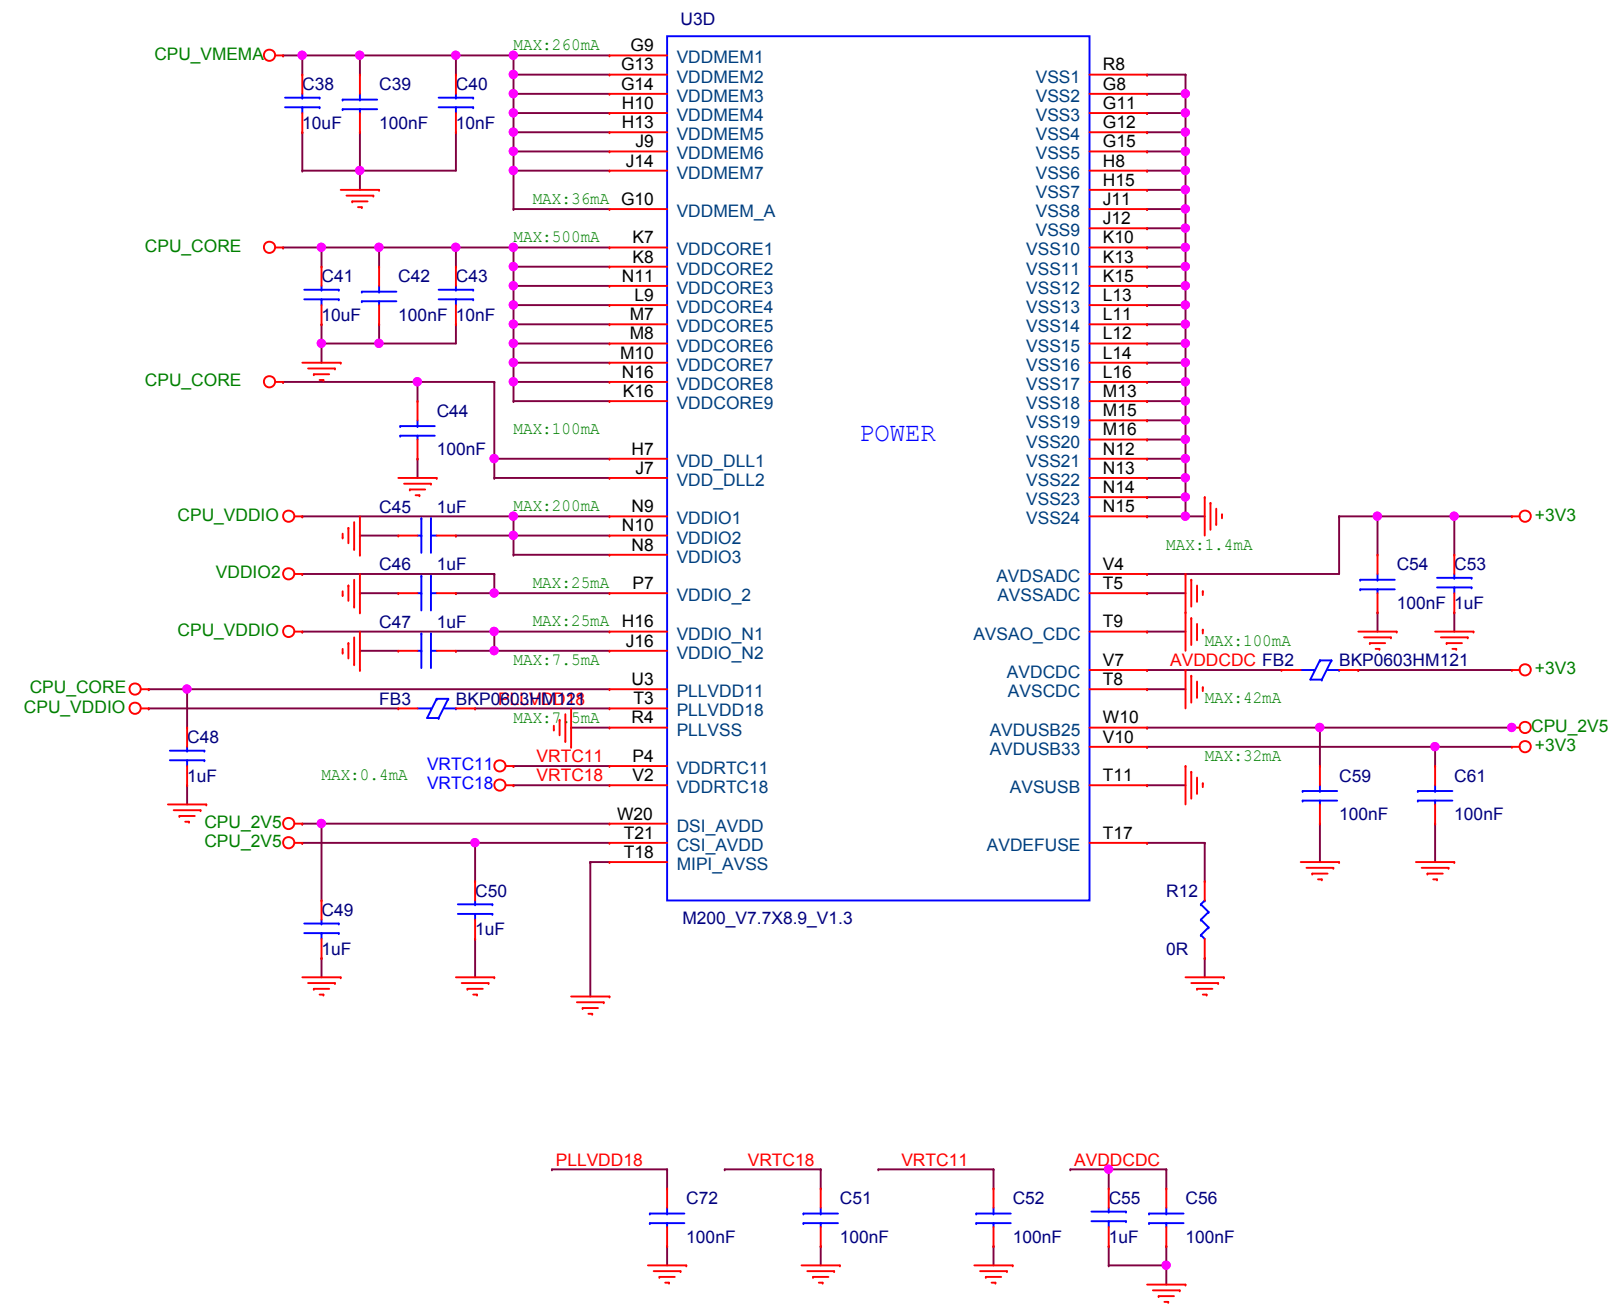 U3D
CPU_VMEMA
C38
10uF
C39
100nF
C40
10nF
MAX:260mA
G9 VDDMEM1
G13 VDDMEM2
G14 VDDMEM3
H10 VDDMEM4
H13 VDDMEM5
J9 VDDMEM6
J14 VDDMEM7
MAX:36mA
G10 VDDMEM_A
CPU_CORE
C41
10uF
C42
100nF
C43
10nF
MAX:500mA
K7 VDDCORE1
K8 VDDCORE2
N11 VDDCORE3
L9 VDDCORE4
M7 VDDCORE5
M8 VDDCORE6
M10 VDDCORE7
N16 VDDCORE8
K16 VDDCORE9
CPU_CORE
C44
100nF
MAX:100mA
H7 VDD_DLL1
J7 VDD_DLL2
CPU_VDDIO
C45 1uF
MAX:200mA
N9 VDDIO1
N10 VDDIO2
N8 VDDIO3
VDDIO2
C46 1uF
MAX:25mA
P7 VDDIO_2
CPU_VDDIO
C47 1uF
MAX:25mA
H16 VDDIO_N1
J16 VDDIO_N2
MAX:7.5mA
CPU_CORE
CPU_VDDIO
C48
1uF
FB3 BKP0603HM121
PLLVDD18
U3 PLLVDD11
T3 PLLVDD18
R4 PLLVSS
MAX:7.5mA
MAX:0.4mA
VRTC11 VRTC11 P4 VDDRTC11
VRTC18 VRTC18 V2 VDDRTC18
CPU_2V5 W20 DSI_AVDD
CPU_2V5 T21 CSI_AVDD
T18 MIPI_AVSS
C49
1uF
C50
1uF
POWER
M200_V7.7X8.9_V1.3
VSS1 R8
VSS2 G8
VSS3 G11
VSS4 G12
VSS5 G15
VSS6 H8
VSS7 H15
VSS8 J11
VSS9 J12
VSS10 K10
VSS11 K13
VSS12 K15
VSS13 L13
VSS14 L11
VSS15 L12
VSS16 L14
VSS17 L16
VSS18 M13
VSS19 M15
VSS20 M16
VSS21 N12
VSS22 N13
VSS23 N14
VSS24 N15
MAX:1.4mA
+3V3
AVDSADC V4
AVSSADC T5
C54
100nF
C53
1uF
AVSAO_CDC T9
MAX:100mA
AVDCDC V7 AVDDCDC FB2 BKP0603HM121 +3V3
AVSCDC T8
MAX:42mA
AVDUSB25 W10 CPU_2V5
AVDUSB33 V10 +3V3
MAX:32mA
AVSUSB T11
C59
100nF
C61
100nF
AVDEFUSE T17
R12
0R
PLLVDD18
C72
100nF
VRTC18
C51
100nF
VRTC11
C52
100nF
AVDDCDC
C55
1uF
C56
100nF